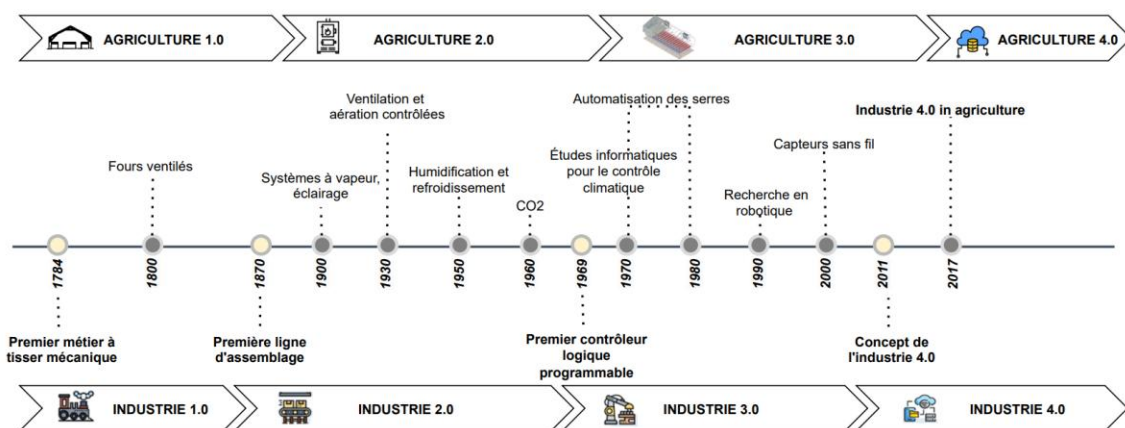 AGRICULTURE 1.0
AGRICULTURE 2.0
AGRICULTURE 3.0
AGRICULTURE 4.0
Ventilation et
aération contrôlées
Automatisation des serres
Industrie 4.0 in agriculture
Fours ventilés
Systèmes à vapeur,
éclairage
Humidification et
refroidissement
CO2
Études informatiques
pour le contrôle
climatique
Recherche en
robotique
Capteurs sans fil
1784
1800
1870
1900
1930
1950
1960
1969
1970
1980
1990
2000
2011
2017
Premier métier à
tisser mécanique
Première ligne
d'assemblage
Premier contrôleur
logique
programmable
Concept de
l'industrie 4.0
INDUSTRIE 1.0
INDUSTRIE 2.0
INDUSTRIE 3.0
INDUSTRIE 4.0